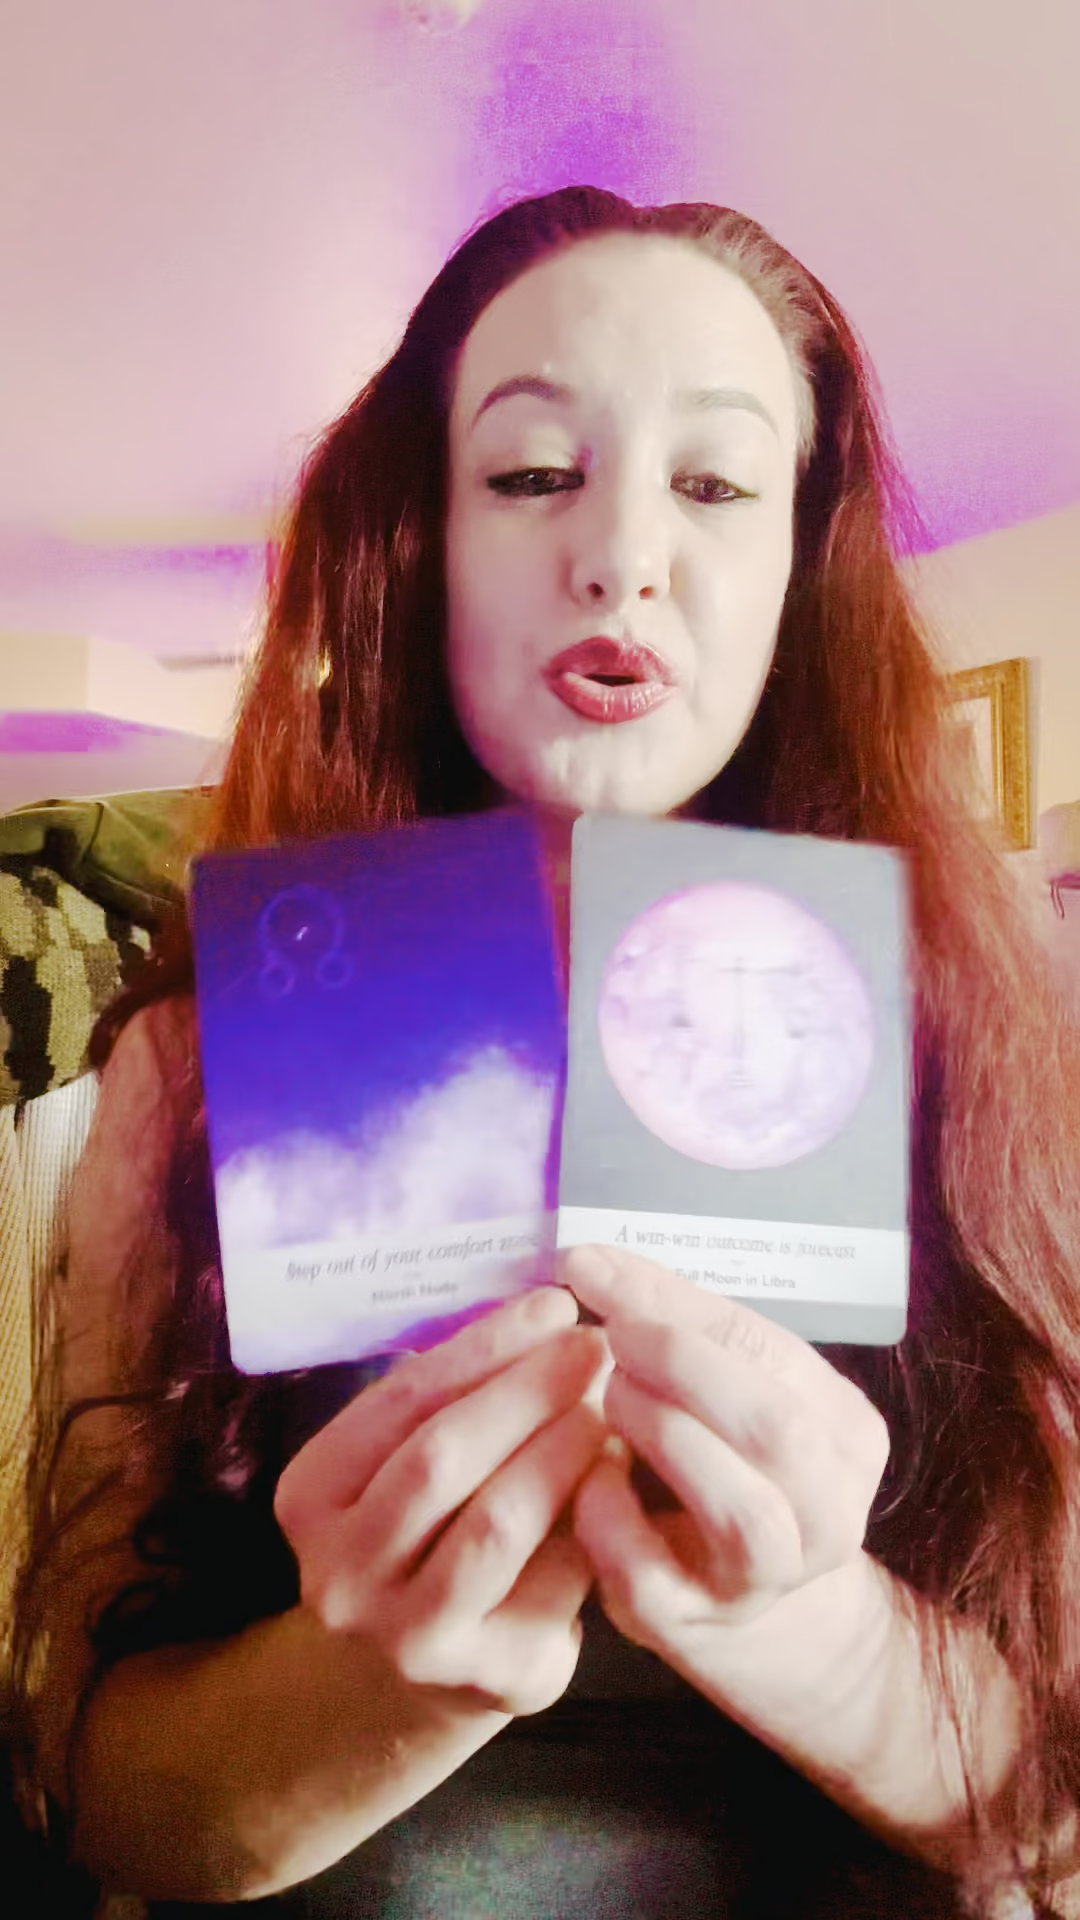 Step out of your comfort zone
North Node
A win-win outcome is forecast
Full Moon in Libra